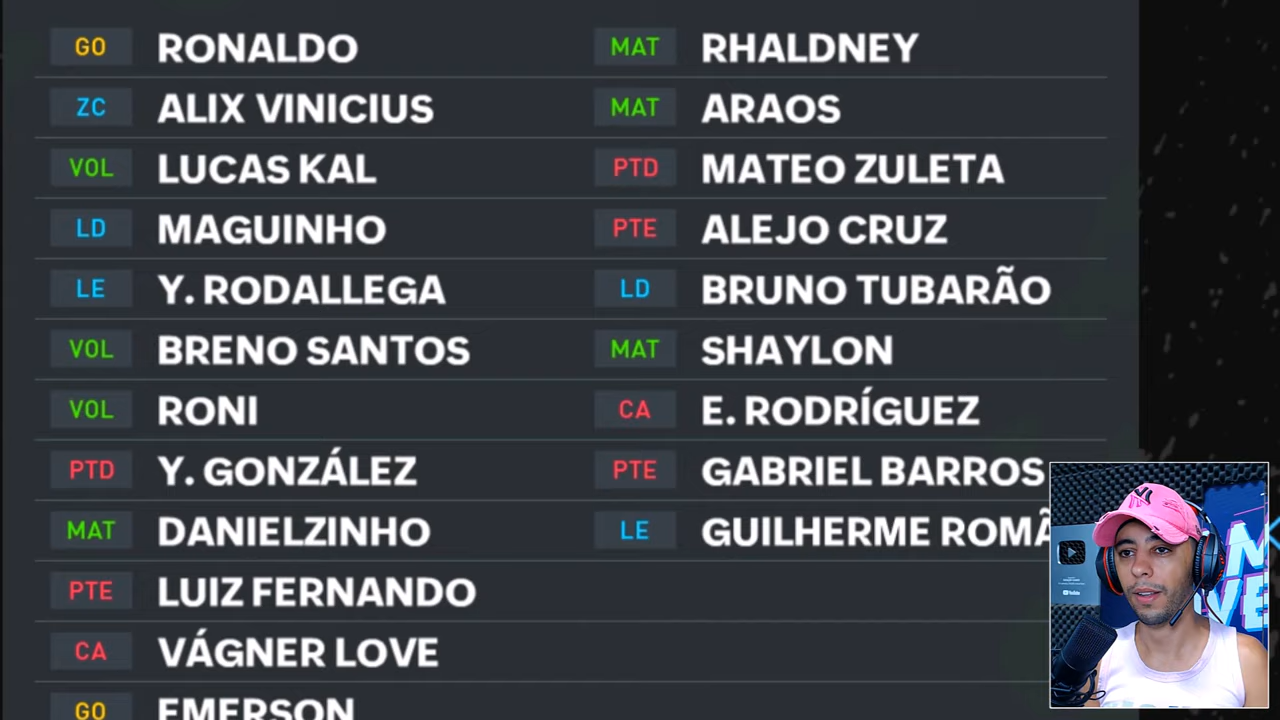 GO RONALDO
ZC ALIX VINICIUS
VOL LUCAS KAL
LD MAGUINHO
LE Y. RODALLEGA
VOL BRENO SANTOS
VOL RONI
PTD Y. GONZÁLEZ
MAT DANIELZINHO
PTE LUIZ FERNANDO
CA VÁGNER LOVE
GO EMERSON
MAT RHALDNEY
MAT ARAOS
PTD MATEO ZULETA
PTE ALEJO CRUZ
LD BRUNO TUBARÃO
MAT SHAYLON
CA E. RODRÍGUEZ
PTE GABRIEL BARROS
LE GUILHERME ROMÃ